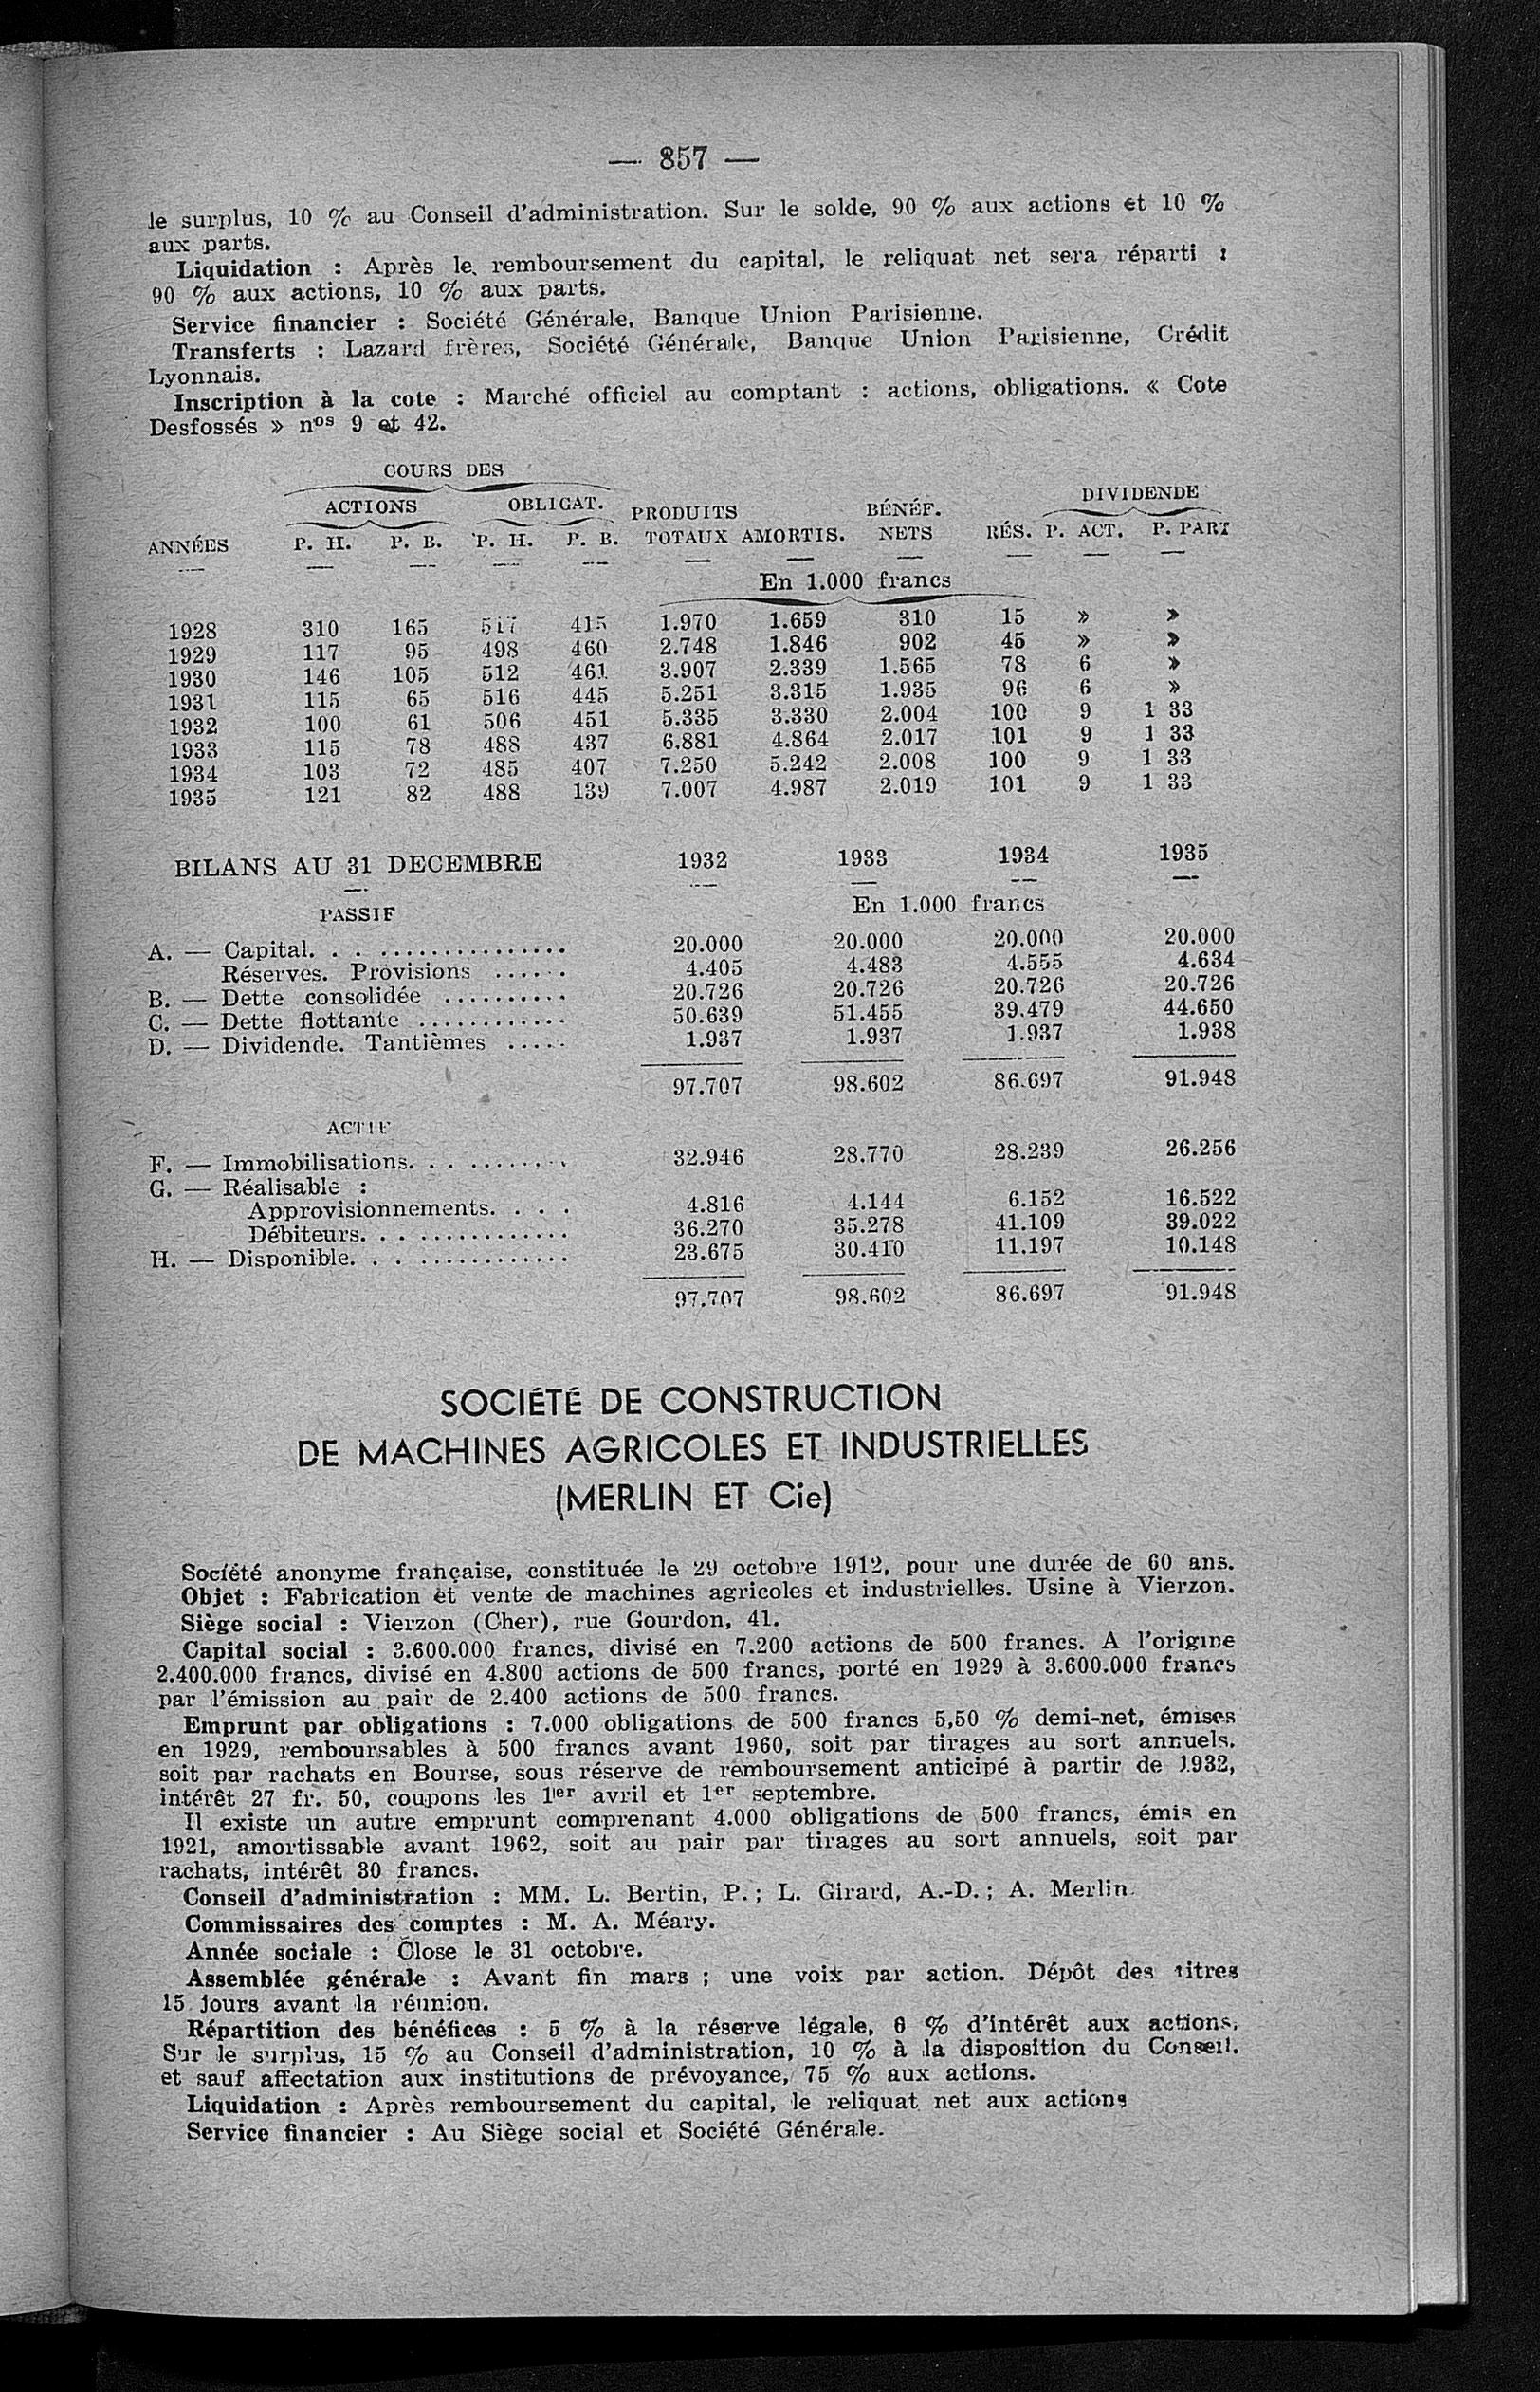 — 857 —
le surplus, 10 % au Conseil d'administration. Sur le solde, 90 % aux actions et 10 %
aux parts.
Liquidation : Après le remboursement du capital, le reliquat net sera réparti :
90 % aux actions, 10 % aux parts.
Service financier : Société Générale, Banque Union Parisienne.
Transferts : Lazard frères, Société Générale, Banque Union Parisienne, Crédit
Lyonnais.
Inscription à la cote : Marché officiel au comptant : actions, obligations. « Cote
Desfossés » nos 9 et 42.
COURS DES
ACTIONS OBLIGAT. PRODUITS BÉNÉF. DIVIDENDE
ANNÉES P. H. P. B. P. H. P. B. TOTAUX AMORTIS. NETS RÉS. P. ACT. P. PART
En 1.000 francs
1928 310 165 517 415 1.970 1.659 310 15 » »
1929 117 95 498 460 2.748 1.846 902 45 » »
1930 146 105 512 461 3.907 2.339 1.565 78 6 »
1931 115 65 516 445 5.251 3.315 1.935 96 6 »
1932 100 61 506 451 5.335 3.330 2.004 100 9 1 33
1933 115 78 488 437 6.881 4.864 2.017 101 9 1 33
1934 103 72 485 407 7.250 5.242 2.008 100 9 1 33
1935 121 82 488 139 7.007 4.987 2.019 101 9 1 33
BILANS AU 31 DECEMBRE 1932 1933 1934 1935
PASSIF En 1.000 francs
A. — Capital. . . ................ 20.000 20.000 20.000 20.000
Réserves. Provisions ...... 4.405 4.483 4.555 4.634
B. — Dette consolidée .......... 20.726 20.726 20.726 20.726
C. — Dette flottante ............ 50.639 51.455 39.479 44.650
D. — Dividende. Tantièmes ..... 1.937 1.937 1.937 1.938
97.707 98.602 86.697 91.948
ACTIF
F. — Immobilisations. . . .......... 32.946 28.770 28.239 26.256
G. — Réalisable :
Approvisionnements. . . . 4.816 4.144 6.152 16.522
Débiteurs. . . ............. 36.270 35.278 41.109 39.022
H. — Disponible. . . ............. 23.675 30.410 11.197 10.148
97.707 98.602 86.697 91.948
SOCIÉTÉ DE CONSTRUCTION
DE MACHINES AGRICOLES ET INDUSTRIELLES
(MERLIN ET Cie)
Société anonyme française, constituée le 29 octobre 1912, pour une durée de 60 ans.
Objet : Fabrication et vente de machines agricoles et industrielles. Usine à Vierzon.
Siège social : Vierzon (Cher), rue Gourdon, 41.
Capital social : 3.600.000 francs, divisé en 7.200 actions de 500 francs. A l'origine
2.400.000 francs, divisé en 4.800 actions de 500 francs, porté en 1929 à 3.600.000 francs
par l'émission au pair de 2.400 actions de 500 francs.
Emprunt par obligations : 7.000 obligations de 500 francs 5,50 % demi-net, émises
en 1929, remboursables à 500 francs avant 1960, soit par tirages au sort annuels,
soit par rachats en Bourse, sous réserve de remboursement anticipé à partir de 1932,
intérêt 27 fr. 50, coupons les 1er avril et 1er septembre.
Il existe un autre emprunt comprenant 4.000 obligations de 500 francs, émis en
1921, amortissable avant 1962, soit au pair par tirages au sort annuels, soit par
rachats, intérêt 30 francs.
Conseil d'administration : MM. L. Bertin, P. ; L. Girard, A.-D. ; A. Merlin.
Commissaires des comptes : M. A. Méary.
Année sociale : Close le 31 octobre.
Assemblée générale : Avant fin mars ; une voix par action. Dépôt des titres
15 jours avant la réunion.
Répartition des bénéfices : 5 % à la réserve légale, 6 % d'intérêt aux actions.
Sur le surplus, 15 % au Conseil d'administration, 10 % à la disposition du Conseil.
et sauf affectation aux institutions de prévoyance, 75 % aux actions.
Liquidation : Après remboursement du capital, le reliquat net aux actions
Service financier : Au Siège social et Société Générale.